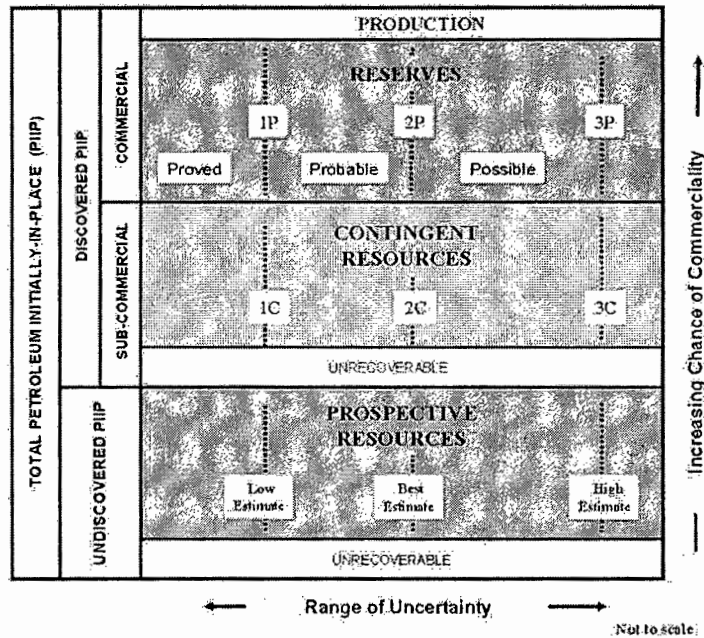 PRODUCTION
RESERVES
1P
2P
3P
Proved
Probable
Possible
CONTINGENT
RESOURCES
1C
2C
3C
UNRECOVERABLE
PROSPECTIVE
RESOURCES
Low
Estimate
Best
Estimate
High
Estimate
UNRECOVERABLE
TOTAL PETROLEUM INITIALLY-IN-PLACE (PIIP)
DISCOVERED PIIP
UNDISCOVERED PIIP
COMMERCIAL
SUB-COMMERCIAL
Increasing Chance of Commerciality
Range of Uncertainty
Not to scale